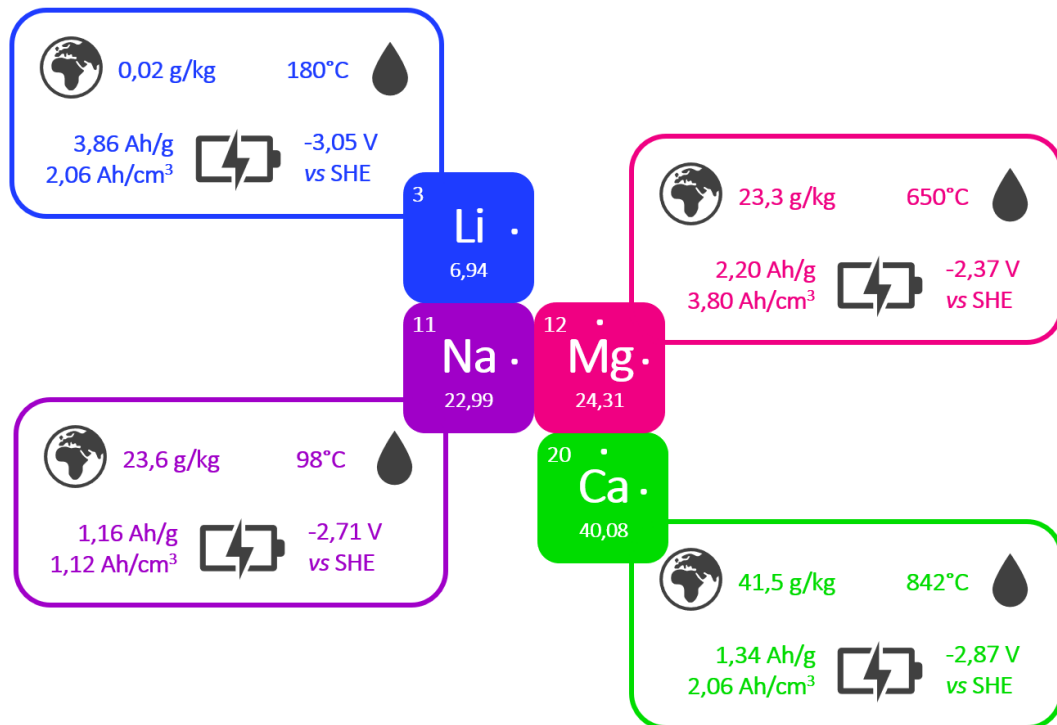 0,02 g/kg 180°C
3,86 Ah/g -3,05 V
2,06 Ah/cm³ vs SHE
3
Li
6,94
23,3 g/kg 650°C
2,20 Ah/g -2,37 V
3,80 Ah/cm³ vs SHE
11
Na
22,99
12
Mg
24,31
23,6 g/kg 98°C
1,16 Ah/g -2,71 V
1,12 Ah/cm³ vs SHE
20
Ca
40,08
41,5 g/kg 842°C
1,34 Ah/g -2,87 V
2,06 Ah/cm³ vs SHE